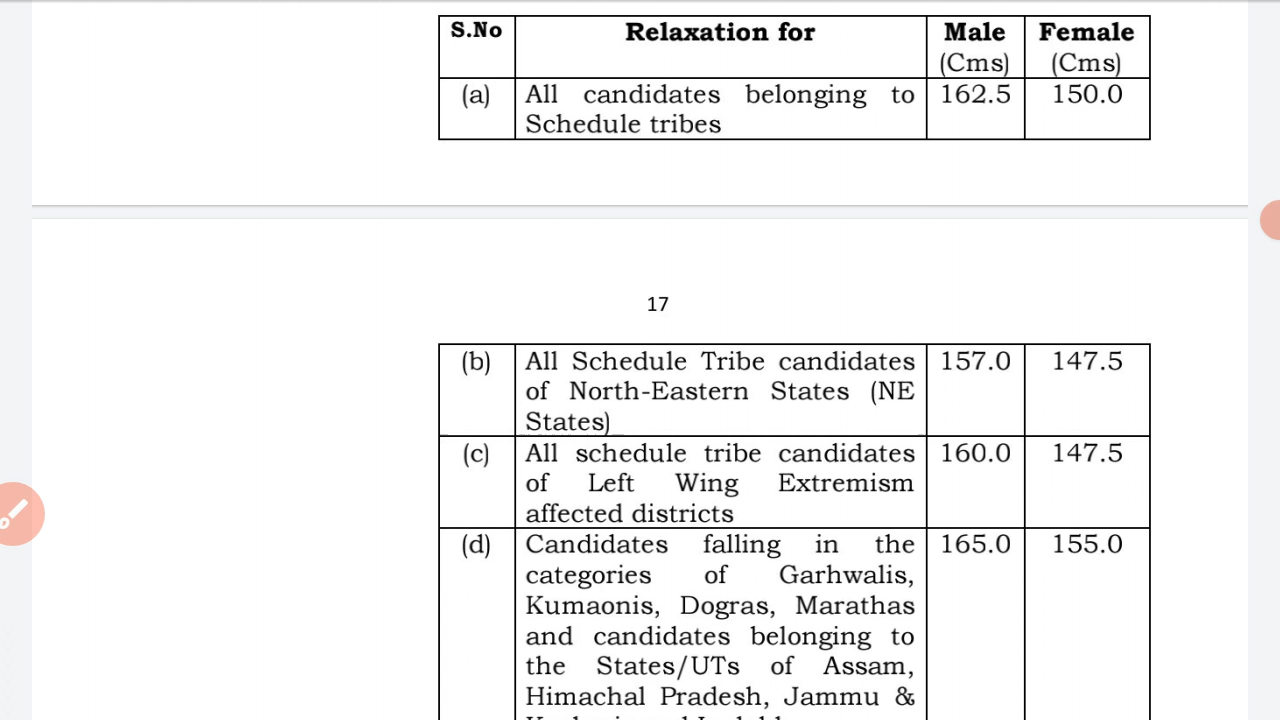 S.No Relaxation for Male Female
(Cms) (Cms)
(a) All candidates belonging to 162.5 150.0
Schedule tribes
17
(b) All Schedule Tribe candidates 157.0 147.5
of North-Eastern States (NE
States)
(c) All schedule tribe candidates 160.0 147.5
of Left Wing Extremism
affected districts
(d) Candidates falling in the 165.0 155.0
categories of Garhwalis,
Kumaonis, Dogras, Marathas
and candidates belonging to
the States/UTs of Assam,
Himachal Pradesh, Jammu &